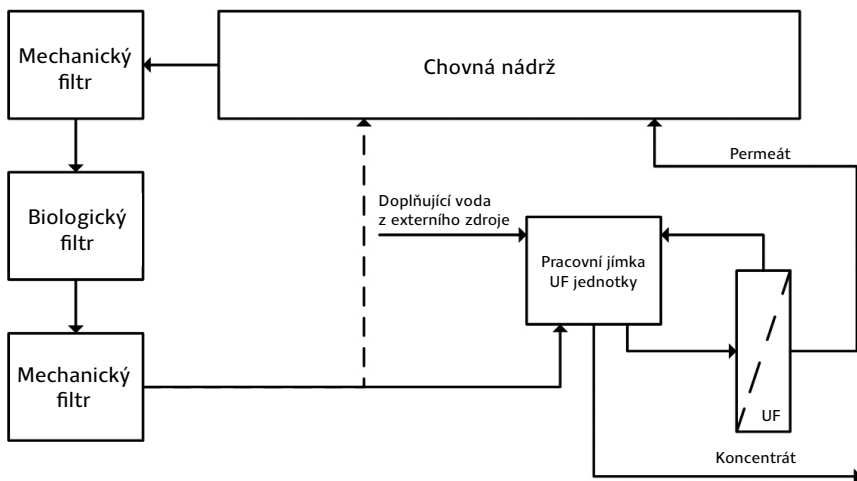 Mechanický
filtr
Chovná nádrž
Permeát
Biologický
filtr
Doplňující voda
z externího zdroje
Pracovní jímka
UF jednotky
Mechanický
filtr
UF
Koncentrát